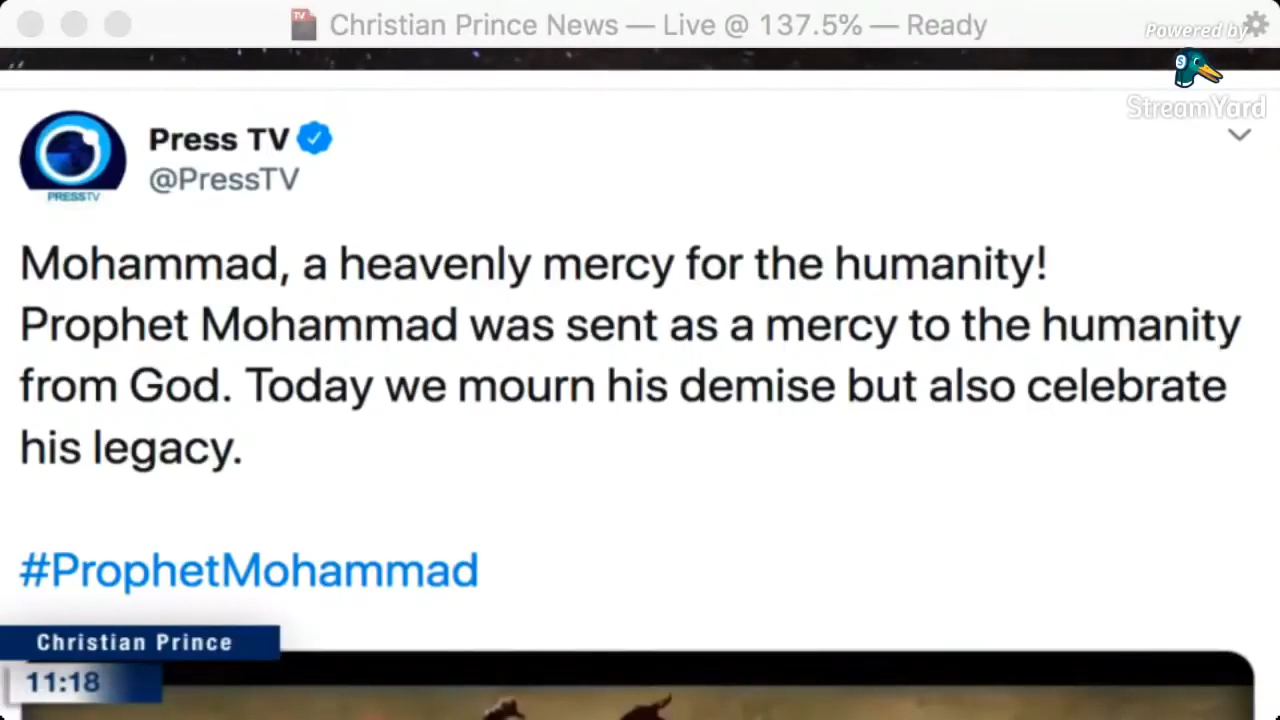 Christian Prince News — Live @ 137.5% — Ready
Powered by
StreamYard
Press TV
@PressTV
PRESSTV
Mohammad, a heavenly mercy for the humanity!
Prophet Mohammad was sent as a mercy to the humanity
from God. Today we mourn his demise but also celebrate
his legacy.
#ProphetMohammad
Christian Prince
11:18